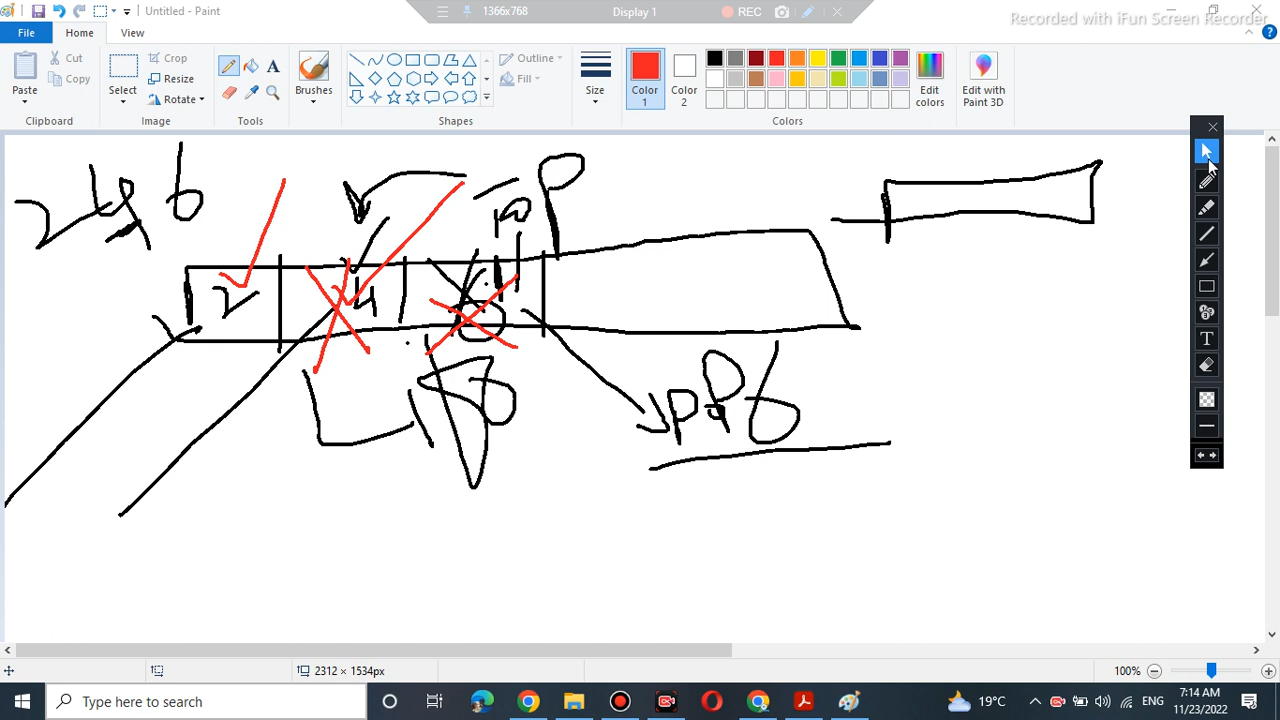 Untitled - Paint
1366x768
Display 1
REC
Recorded with iFun Screen Recorder
File
Home
View
Paste
Cut
Copy
Clipboard
Select
Crop
Resize
Rotate
Image
Tools
Brushes
Shapes
Outline
Fill
Size
Color 1
Color 2
Colors
Edit colors
Edit with Paint 3D
2
4
2312 × 1534px
100%
Type here to search
19°C
ENG
7:14 AM
11/23/2022